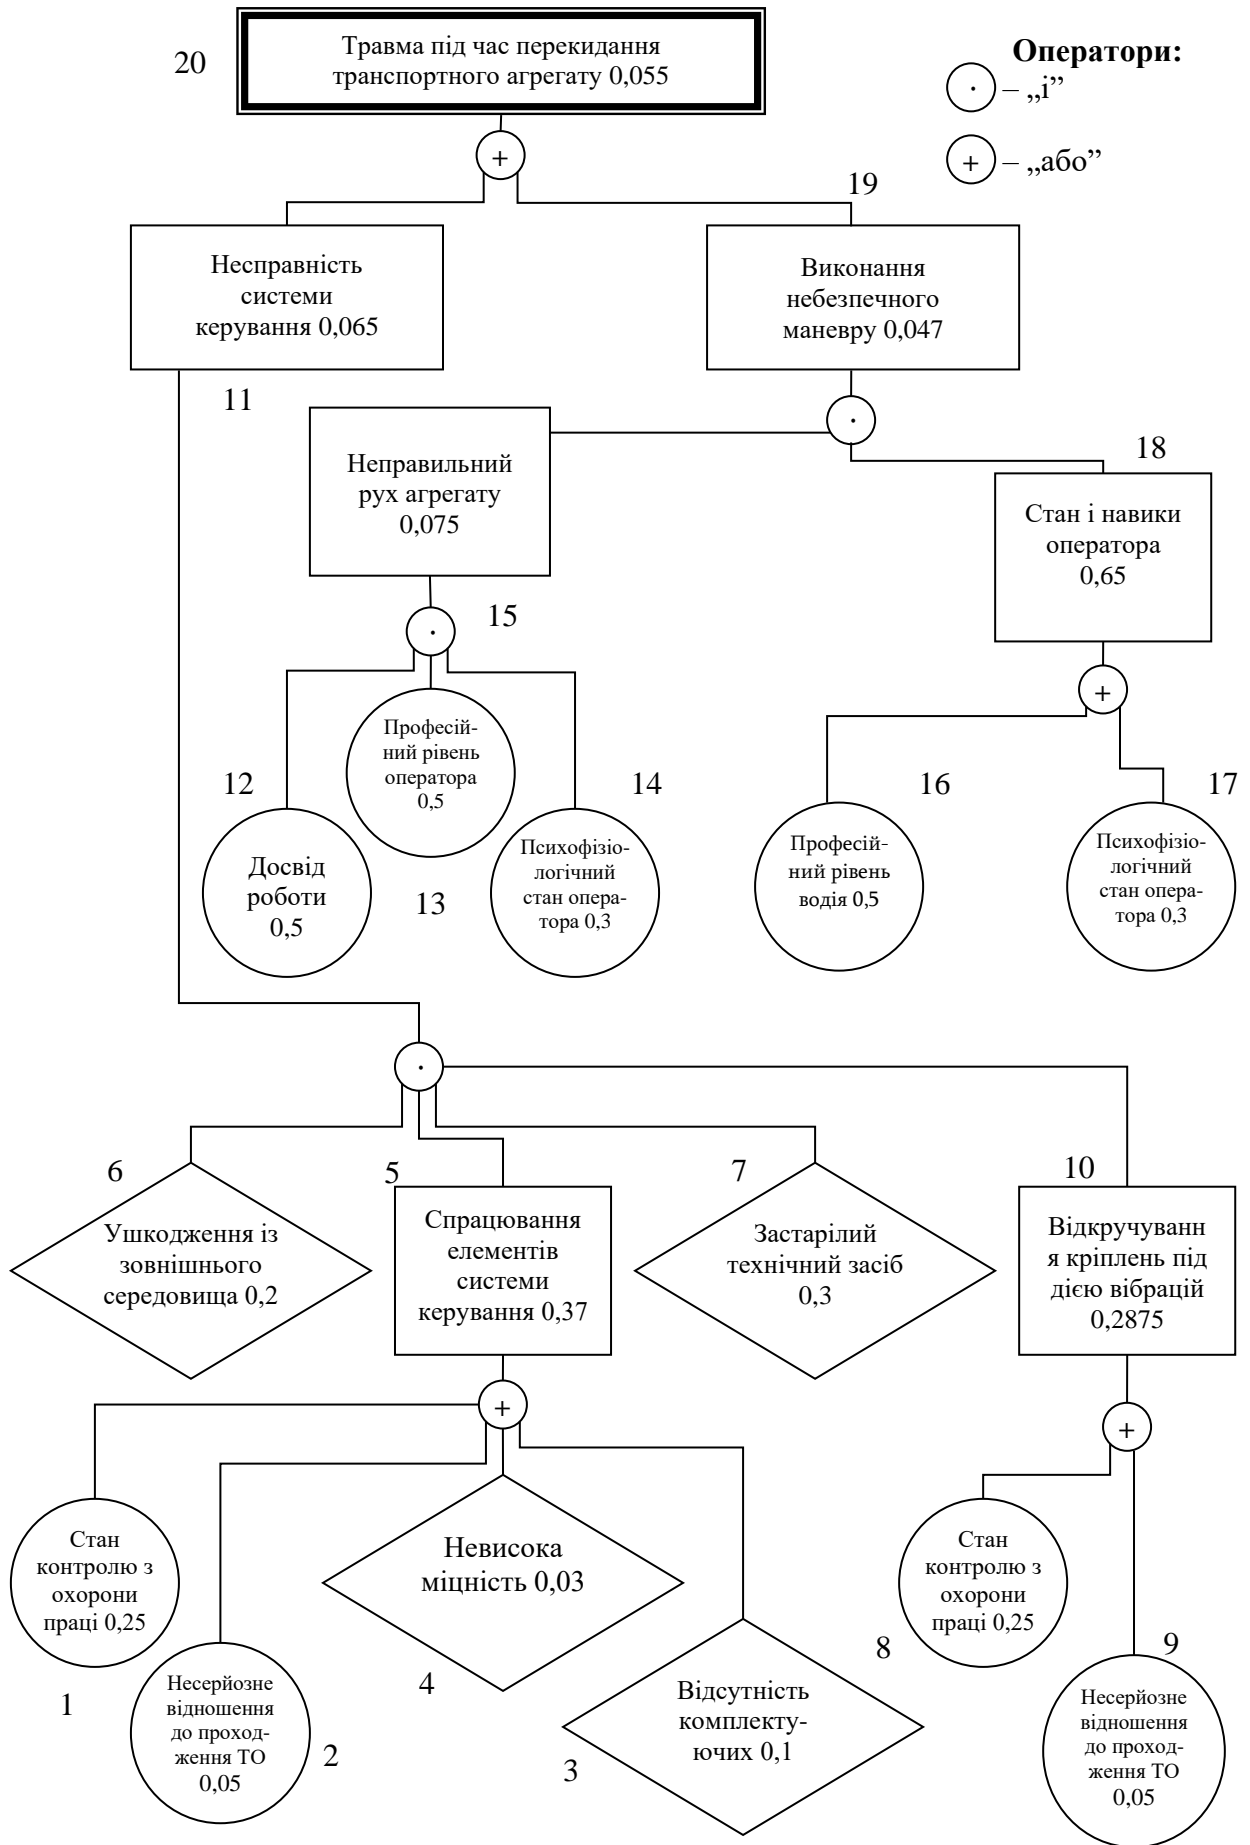 20
Травма під час перекидання
транспортного агрегату 0,055
Оператори:
· – „і”
+ – „або”
+
19
Несправність
системи
керування 0,065
Виконання
небезпечного
маневру 0,047
11
·
Неправильний
рух агрегату
0,075
18
Стан і навики
оператора
0,65
15
·
+
Професій-
ний рівень
оператора
0,5
12
14
16
17
Досвід
роботи
0,5
13
Психофізіо-
логічний
стан опера-
тора 0,3
Професій-
ний рівень
водія 0,5
Психофізіо-
логічний
стан опера-
тора 0,3
·
6
5
7
10
Ушкодження із
зовнішнього
середовища 0,2
Спрацювання
елементів
системи
керування 0,37
Застарілий
технічний засіб
0,3
Відкручуванн
я кріплень під
дією вібрацій
0,2875
+
+
Стан
контролю з
охорони
праці 0,25
Невисока
міцність 0,03
Стан
контролю з
охорони
праці 0,25
1
Несерйозне
відношення
до проход-
ження ТО
0,05
2
4
Відсутність
комплекту-
ючих 0,1
3
8
9
Несерйозне
відношення
до проход-
ження ТО
0,05